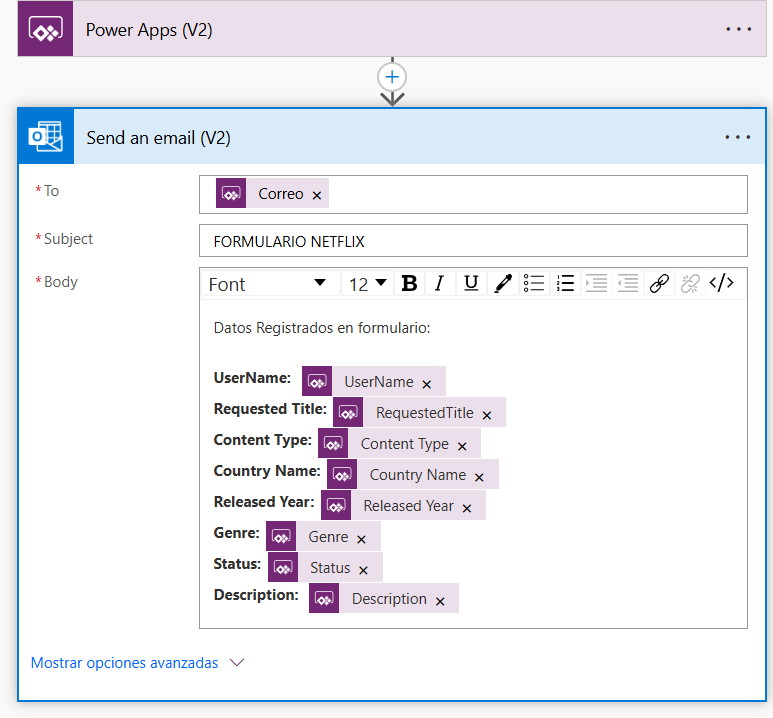 Power Apps (V2)
Send an email (V2)
* To
Correo ×
* Subject
FORMULARIO NETFLIX
* Body
Font 12 B I U </>
Datos Registrados en formulario:
UserName: UserName ×
Requested Title: RequestedTitle ×
Content Type: Content Type ×
Country Name: Country Name ×
Released Year: Released Year ×
Genre: Genre ×
Status: Status ×
Description: Description ×
Mostrar opciones avanzadas